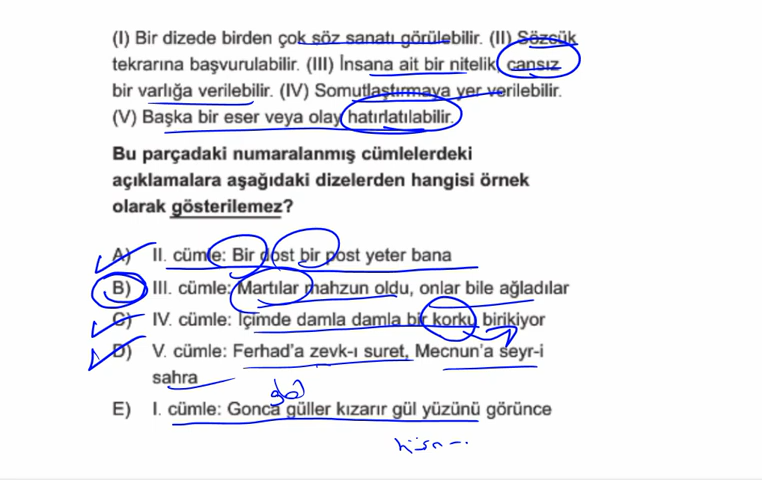 (I) Bir dizede birden çok söz sanatı görülebilir. (II) Sözcük
tekrarına başvurulabilir. (III) İnsana ait bir nitelik cansız
bir varlığa verilebilir. (IV) Somutlaştırmaya yer verilebilir.
(V) Başka bir eser veya olay hatırlatılabilir.
Bu parçadaki numaralanmış cümlelerdeki
açıklamalara aşağıdaki dizelerden hangisi örnek
olarak gösterilemez?
A) II. cümle: Bir dost bir post yeter bana
B) III. cümle: Martılar mahzun oldu, onlar bile ağladılar
C) IV. cümle: İçimde damla damla bir korku birikiyor
D) V. cümle: Ferhad'a zevk-ı suret, Mecnun'a seyr-i
sahra
E) I. cümle: Gonca güller kızarır gül yüzünü görünce